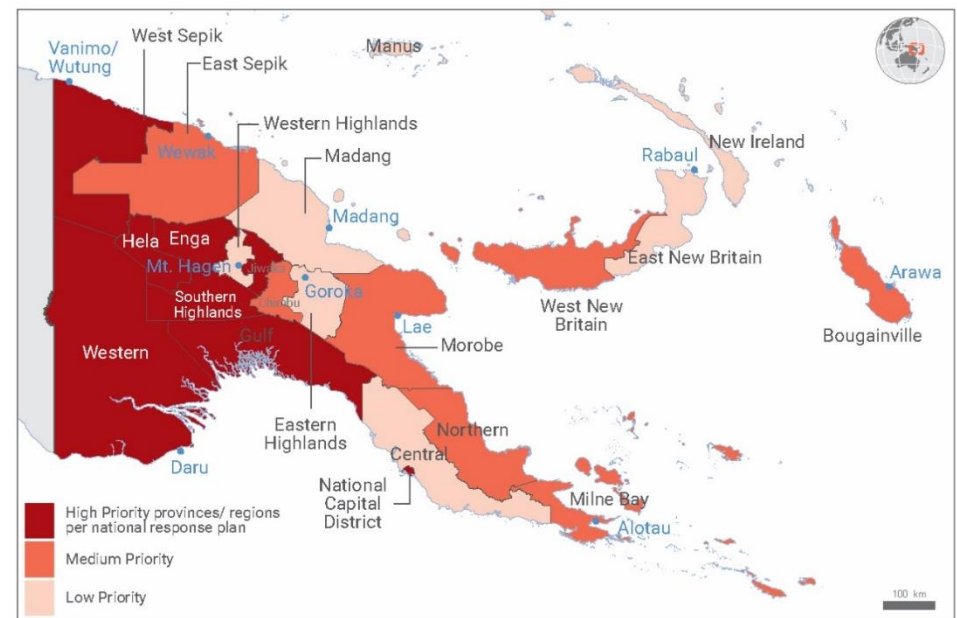 Manus
West Sepik
Vanimo/
Wutung
East Sepik
Western Highlands
New Ireland
Wewak
Madang
Rabaul
Madang
Hela
Enga
Mt. Hagen
Jiwaka
Goroka
East New Britain
Arawa
Southern
Highlands
Chimbu
West New
Britain
Lae
Gulf
Bougainville
Western
Morobe
Eastern
Highlands
Northern
Central
Daru
National
Capital
District
Milne Bay
Alotau
High Priority provinces/ regions
per national response plan
Medium Priority
Low Priority
100 km